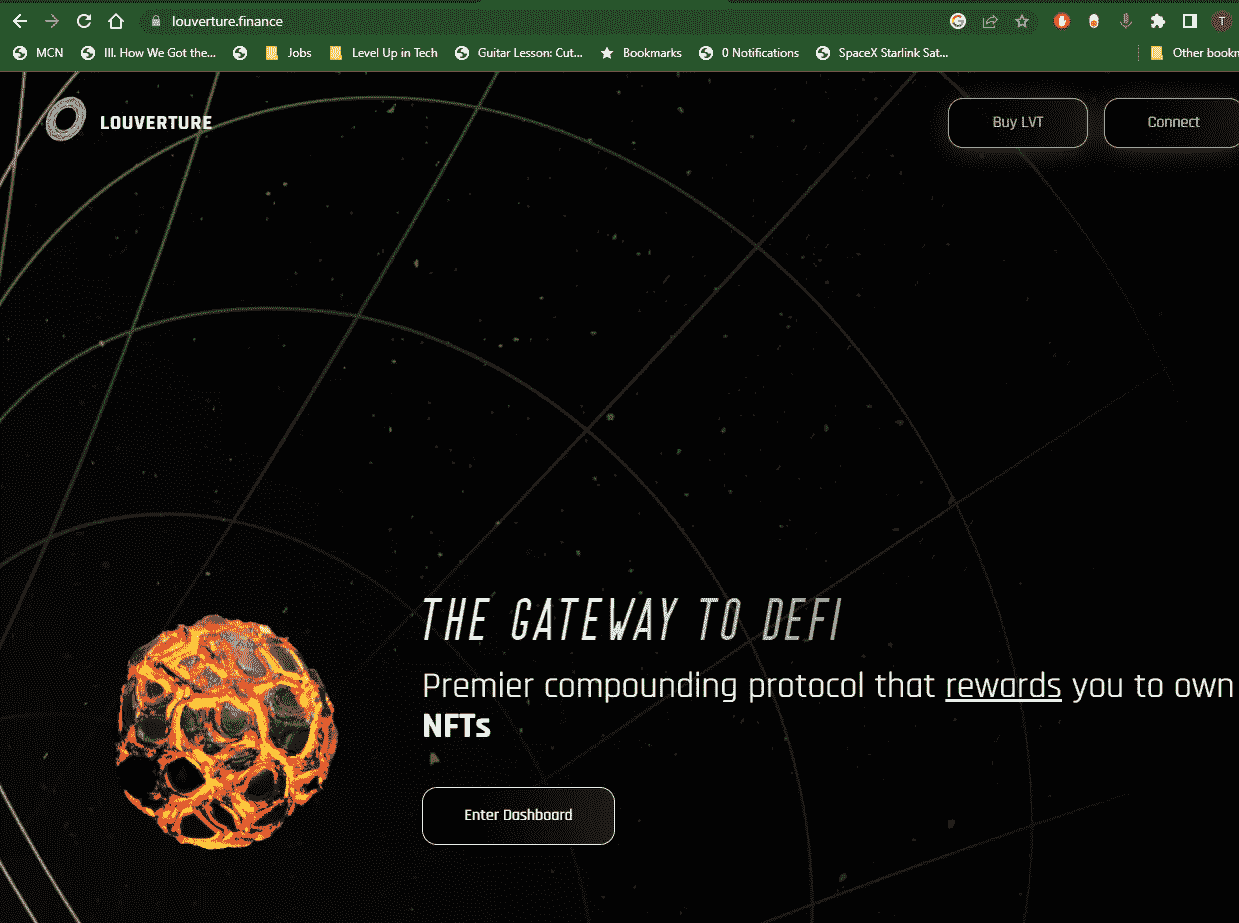 louverture.finance
T
MCN
III. How We Got the...
Jobs
Level Up in Tech
Guitar Lesson: Cut...
Bookmarks
0 Notifications
SpaceX Starlink Sat...
Other bookm
LOUVERTURE
Buy LVT
Connect
THE GATEWAY TO DEFI
Premier compounding protocol that rewards you to own
NFTs
Enter Dashboard